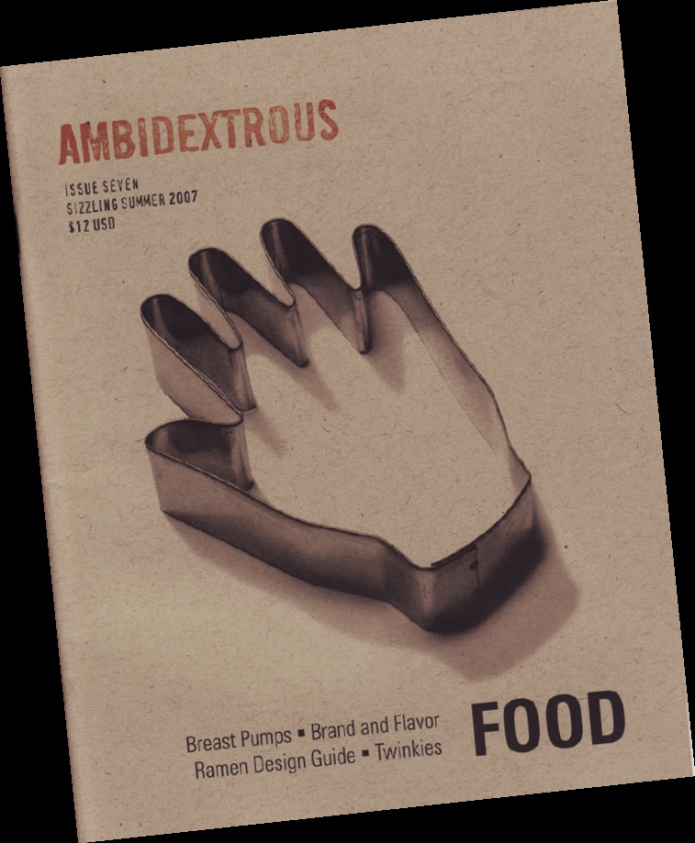 AMBIDEXTROUS
ISSUE SEVEN
SIZZLING SUMMER 2007
$12 USD
Breast Pumps ▪ Brand and Flavor
Ramen Design Guide ▪ Twinkies
FOOD